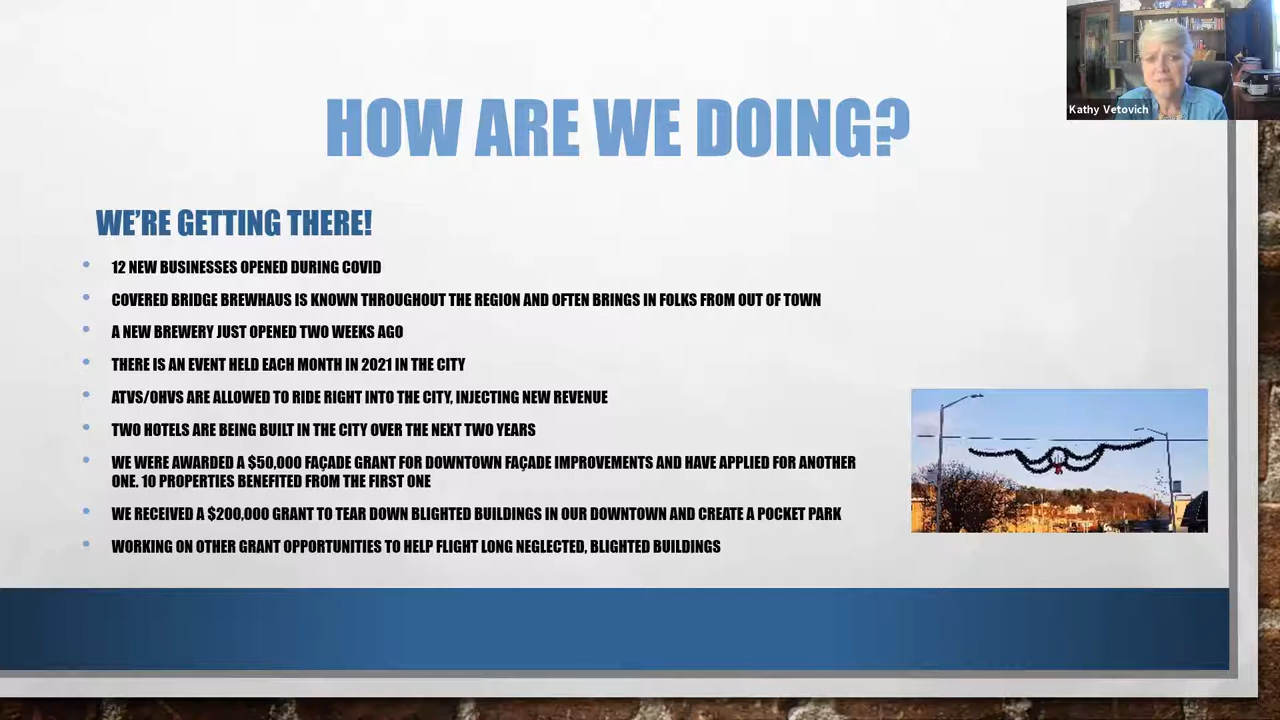 Kathy Vetovich
HOW ARE WE DOING?
WE'RE GETTING THERE!
• 12 NEW BUSINESSES OPENED DURING COVID
• COVERED BRIDGE BREWHAUS IS KNOWN THROUGHOUT THE REGION AND OFTEN BRINGS IN FOLKS FROM OUT OF TOWN
• A NEW BREWERY JUST OPENED TWO WEEKS AGO
• THERE IS AN EVENT HELD EACH MONTH IN 2021 IN THE CITY
• ATVS/OHVS ARE ALLOWED TO RIDE RIGHT INTO THE CITY, INJECTING NEW REVENUE
• TWO HOTELS ARE BEING BUILT IN THE CITY OVER THE NEXT TWO YEARS
• WE WERE AWARDED A $50,000 FAÇADE GRANT FOR DOWNTOWN FAÇADE IMPROVEMENTS AND HAVE APPLIED FOR ANOTHER
ONE. 10 PROPERTIES BENEFITED FROM THE FIRST ONE
• WE RECEIVED A $200,000 GRANT TO TEAR DOWN BLIGHTED BUILDINGS IN OUR DOWNTOWN AND CREATE A POCKET PARK
• WORKING ON OTHER GRANT OPPORTUNITIES TO HELP FLIGHT LONG NEGLECTED, BLIGHTED BUILDINGS